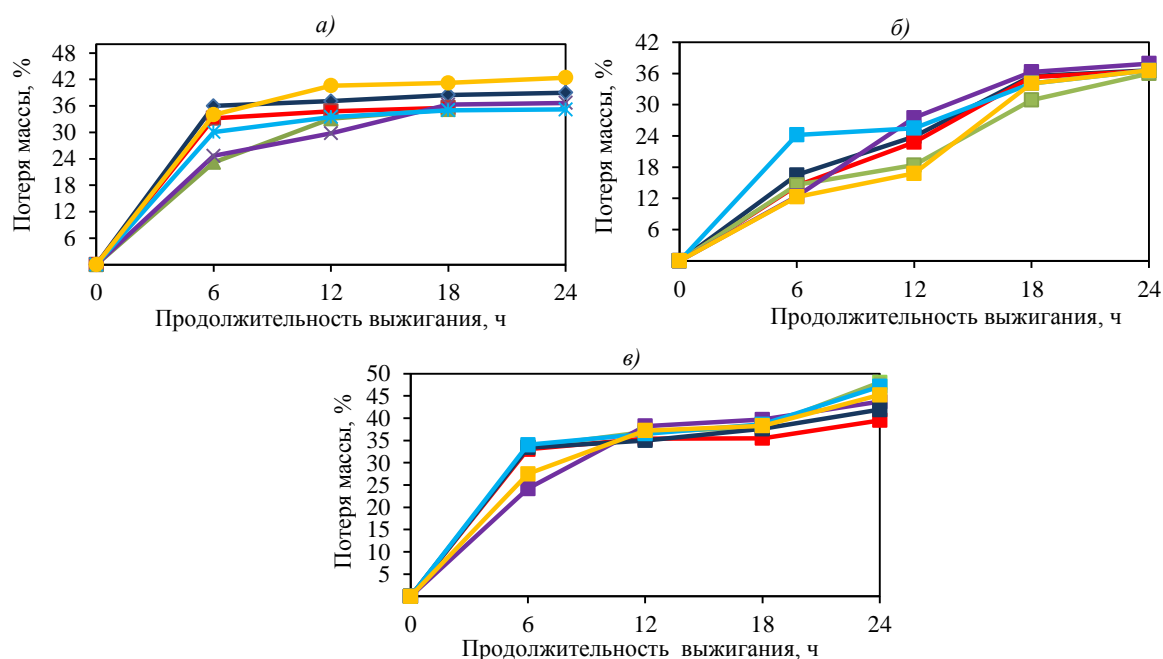 а)
Потеря массы, %
48
42
36
30
24
18
12
6
0 6 12 18 24
Продолжительность выжигания, ч
б)
Потеря массы, %
42
36
30
24
18
12
6
0 6 12 18 24
Продолжительность выжигания, ч
в)
Потеря массы, %
50
45
40
35
30
25
20
15
10
5
0 6 12 18 24
Продолжительность выжигания, ч